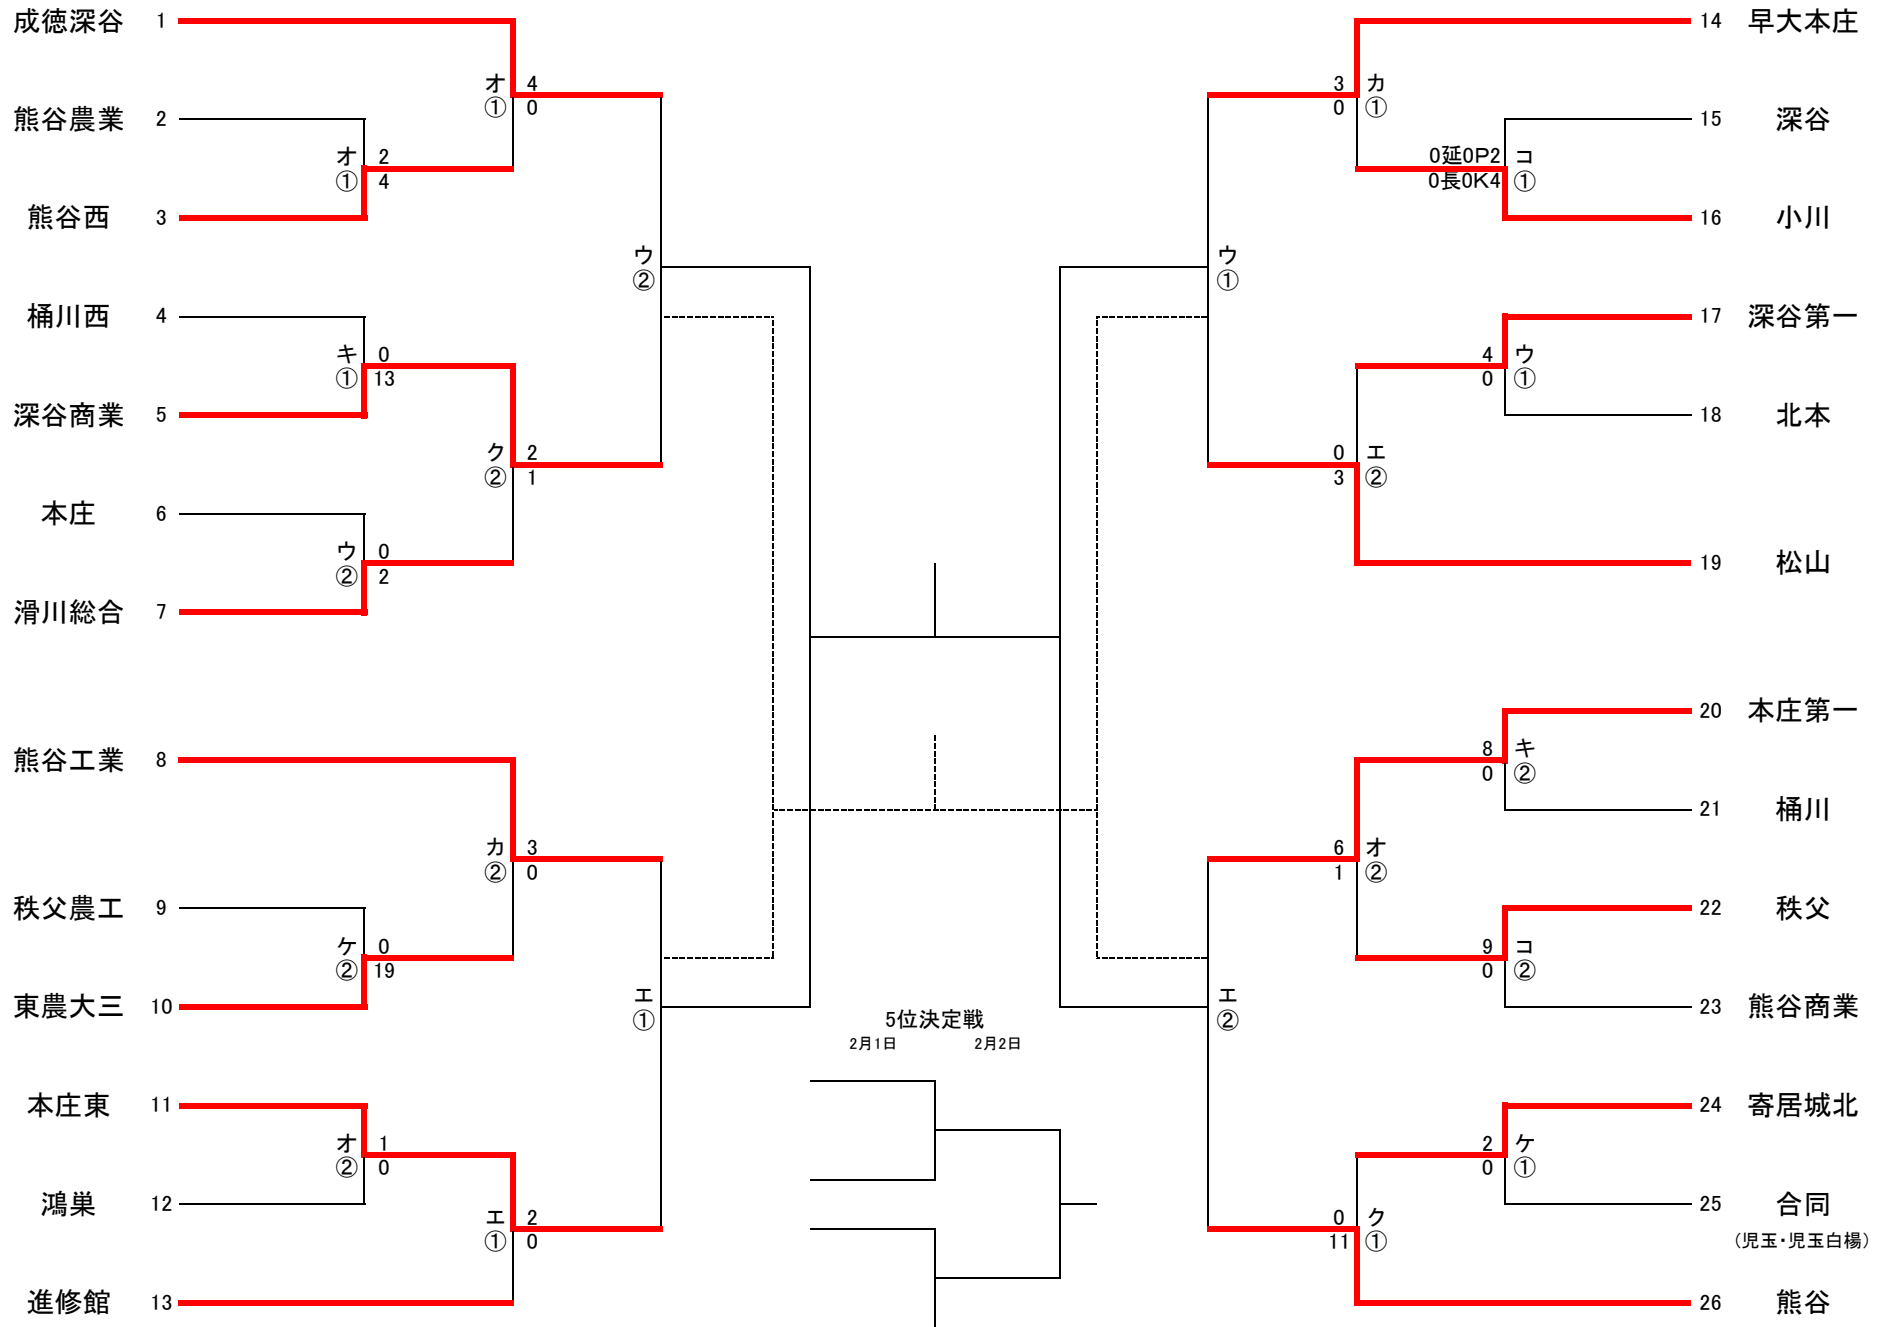 成徳深谷 1
オ 4
① 0
熊谷農業 2
オ 2
① 4
熊谷西 3
ウ
②
桶川西 4
キ 0
① 13
深谷商業 5
ク 2
② 1
本庄 6
ウ 0
② 2
滑川総合 7
熊谷工業 8
カ 3
② 0
秩父農工 9
ケ 0
② 19
東農大三 10
エ
①
本庄東 11
オ 1
② 0
鴻巣 12
エ 2
① 0
進修館 13
5位決定戦
2月1日 2月2日
14 早大本庄
3 カ
0 ①
15 深谷
0延0P2 コ
0長0K4 ①
16 小川
ウ
①
17 深谷第一
4 ウ
0 ①
18 北本
0 エ
3 ②
19 松山
20 本庄第一
8 キ
0 ②
21 桶川
6 オ
1 ②
22 秩父
9 コ
0 ②
23 熊谷商業
エ
②
24 寄居城北
2 ケ
0 ①
25 合同
(児玉・児玉白楊)
0 ク
11 ①
26 熊谷